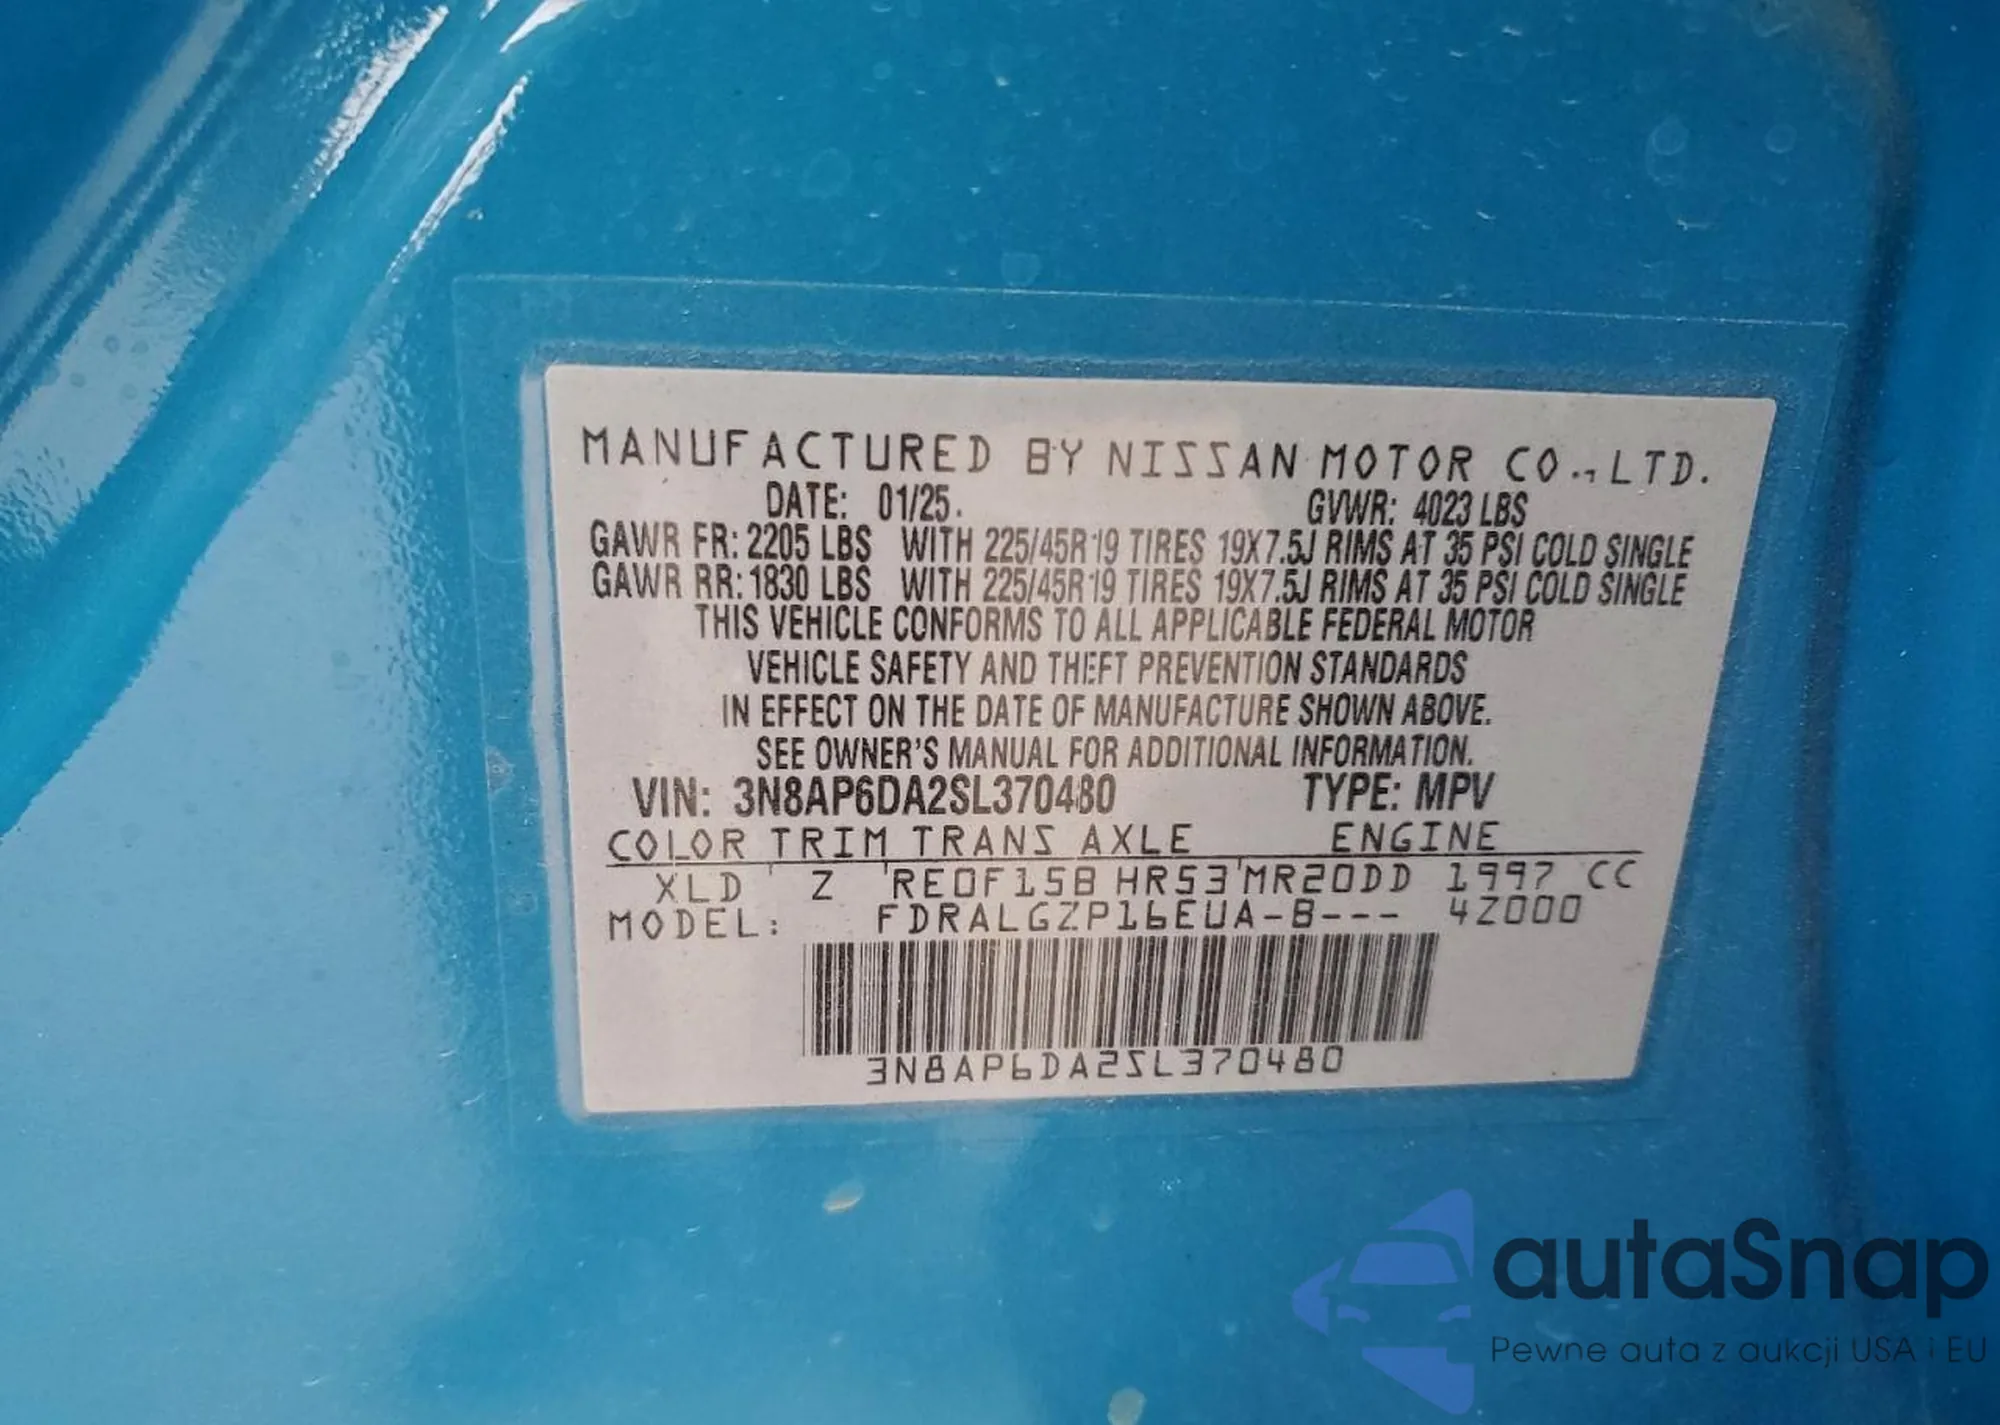 MANUFACTURED BY NISSAN MOTOR CO., LTD.
DATE: 01/25. GVWR: 4023 LBS
GAWR FR: 2205 LBS WITH 225/45R19 TIRES 19X7.5J RIMS AT 35 PSI COLD SINGLE
GAWR RR: 1830 LBS WITH 225/45R19 TIRES 19X7.5J RIMS AT 35 PSI COLD SINGLE
THIS VEHICLE CONFORMS TO ALL APPLICABLE FEDERAL MOTOR
VEHICLE SAFETY AND THEFT PREVENTION STANDARDS
IN EFFECT ON THE DATE OF MANUFACTURE SHOWN ABOVE.
SEE OWNER'S MANUAL FOR ADDITIONAL INFORMATION.
VIN: 3N8AP6DA2SL370480 TYPE: MPV
COLOR TRIM TRANS AXLE ENGINE
XLD Z RE0F15B HR53 MR20DD 1997 CC
MODEL: FDRALGZP16EUA-B--- 4Z000
3N8AP6DA2SL370480
autaSnap
Pewne auta z aukcji USA i EU